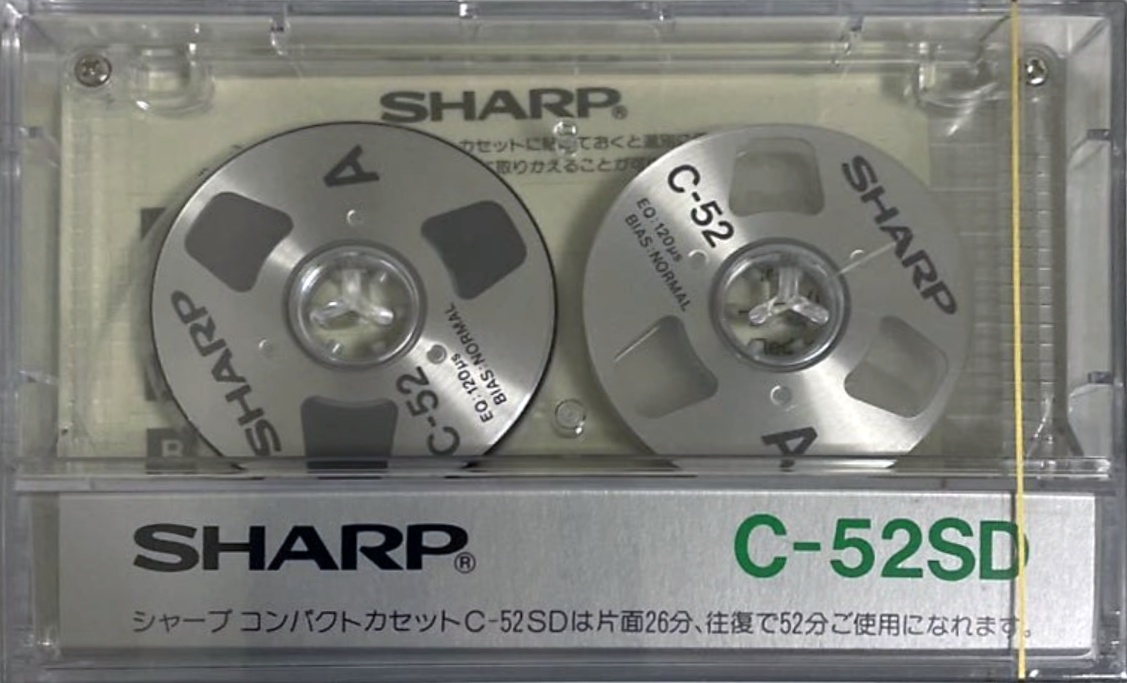 SHARP®
カセットに
取りかえることが
A
SHARP
C-52
EQ:120μs
BIAS:NORMAL
C-52
EQ:120μs
BIAS:NORMAL
SHARP
A
SHARP®
C-52SD
シャープ コンパクトカセットC-52SDは片面26分、往復で52分ご使用になれます。